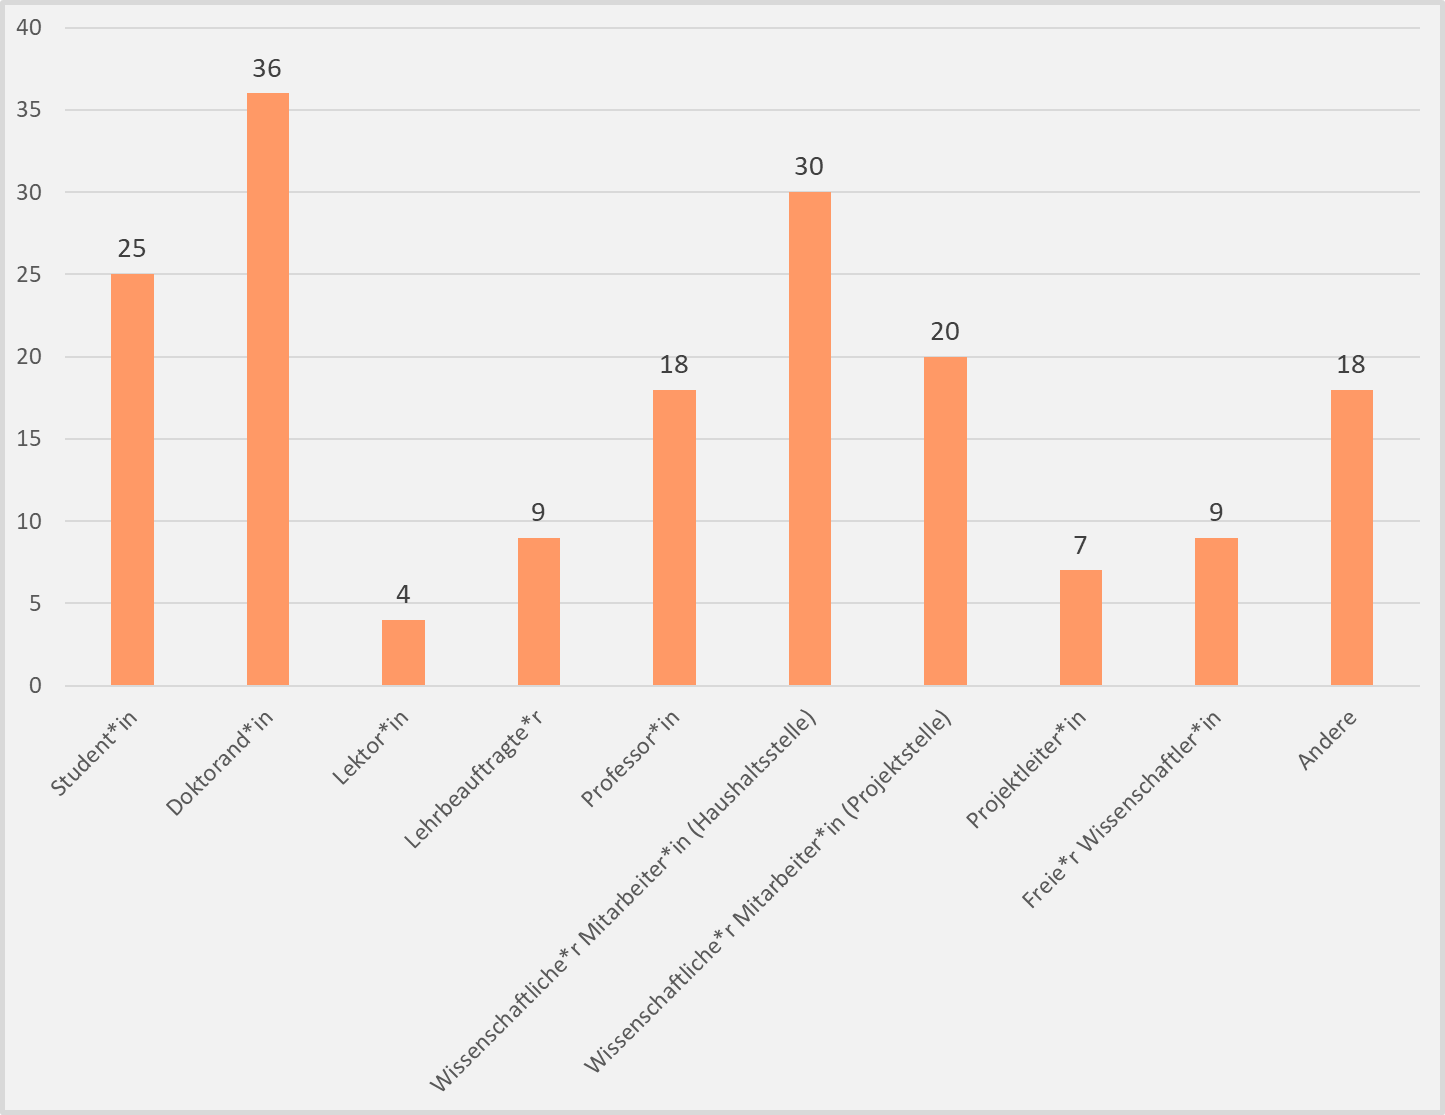 40
35
30
25
20
15
10
5
0
25
36
4
9
18
30
20
7
9
18
Student*in
Doktorand*in
Lektor*in
Lehrbeauftragte*r
Professor*in
Wissenschaftliche*r Mitarbeiter*in (Haushaltsstelle)
Wissenschaftliche*r Mitarbeiter*in (Projektstelle)
Projektleiter*in
Freie*r Wissenschaftler*in
Andere